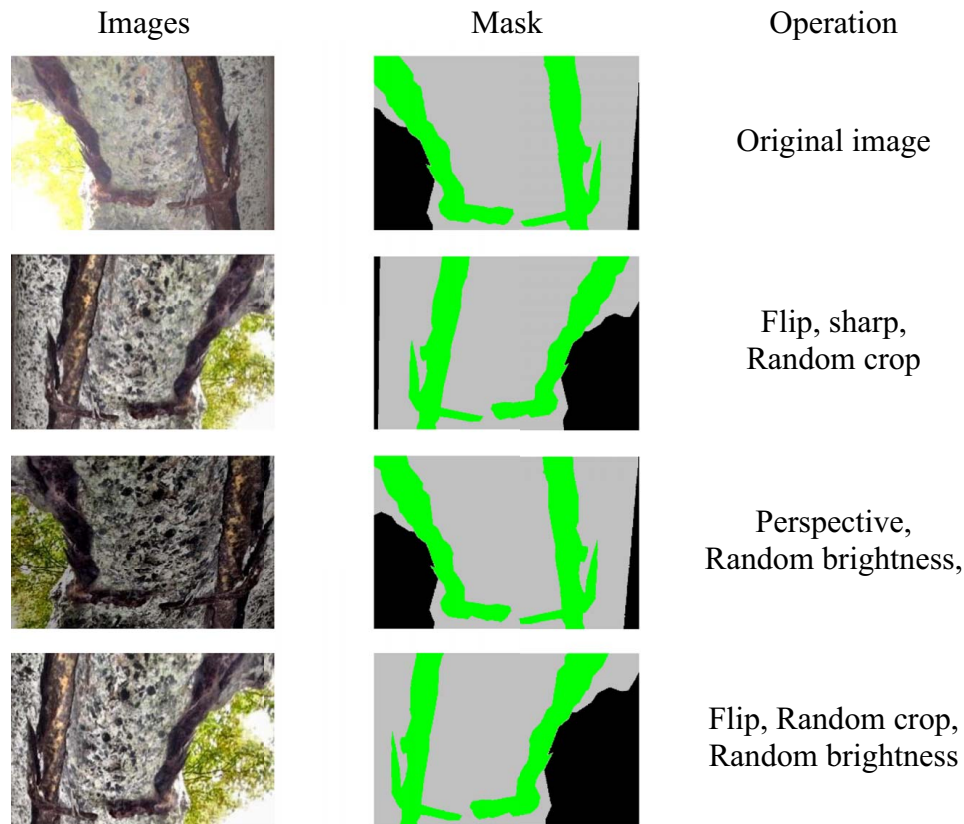 Images Mask Operation
Original image
Flip, sharp,
Random crop
Perspective,
Random brightness,
Flip, Random crop,
Random brightness